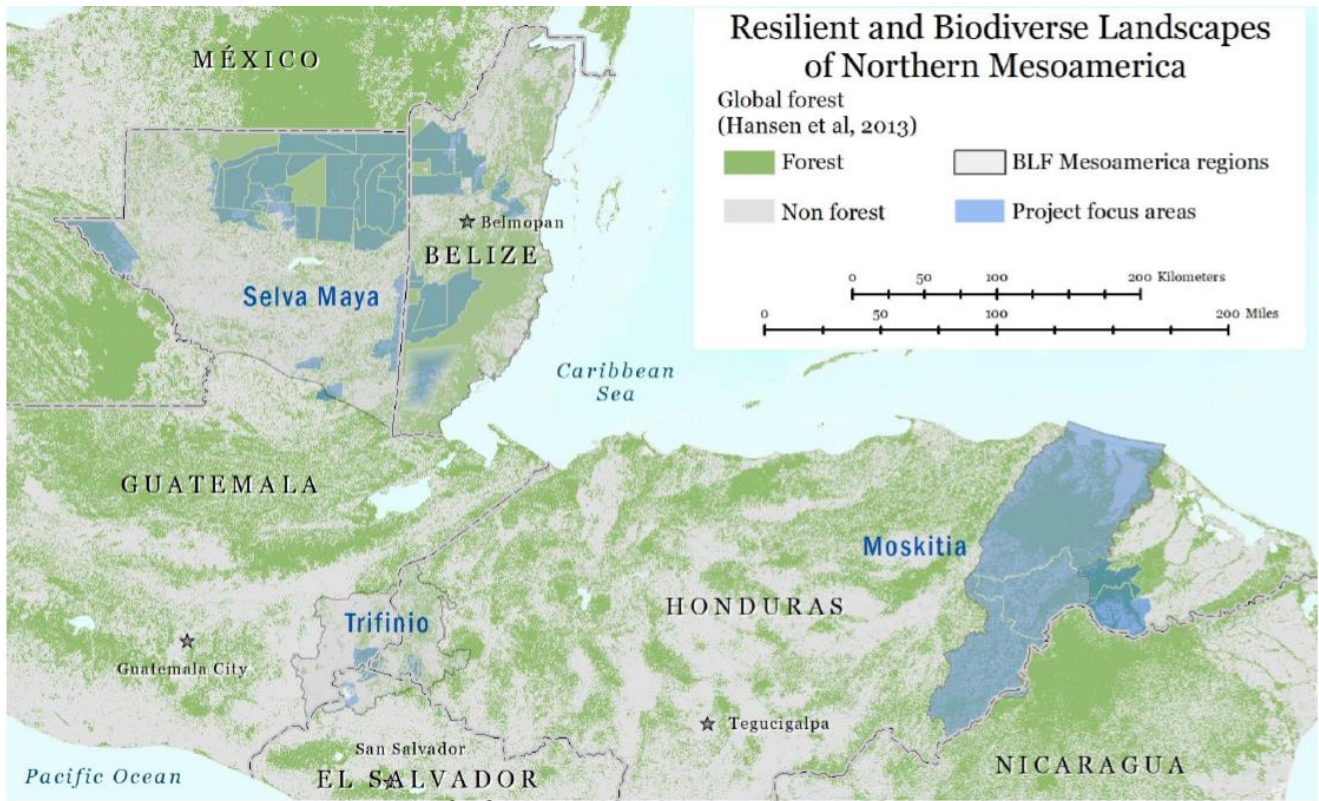 Resilient and Biodiverse Landscapes
of Northern Mesoamerica
Global forest
(Hansen et al, 2013)
Forest
BLF Mesoamerica regions
Non forest
Project focus areas
0 50 100 200 Kilometers
0 50 100 200 Miles
MÉXICO
Belmopan
BELIZE
Selva Maya
Caribbean
Sea
GUATEMALA
Moskitia
HONDURAS
Trifinio
Guatemala City
Tegucigalpa
San Salvador
EL SALVADOR
NICARAGUA
Pacific Ocean